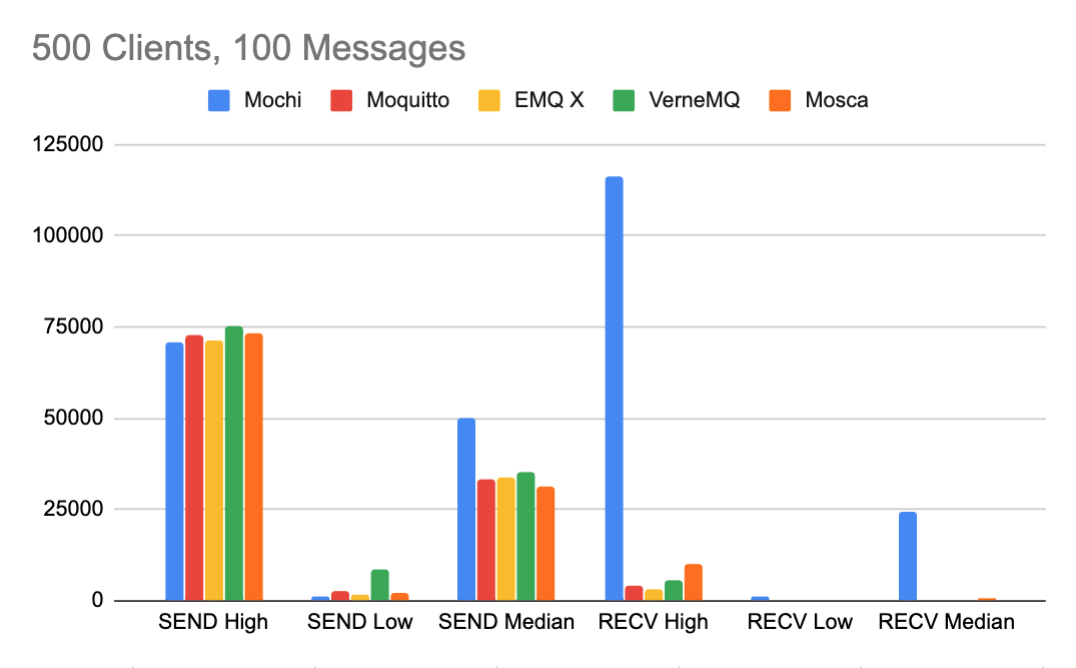 500 Clients, 100 Messages
Mochi Moquitto EMQ X VerneMQ Mosca
125000
100000
75000
50000
25000
0
SEND High SEND Low SEND Median RECV High RECV Low RECV Median